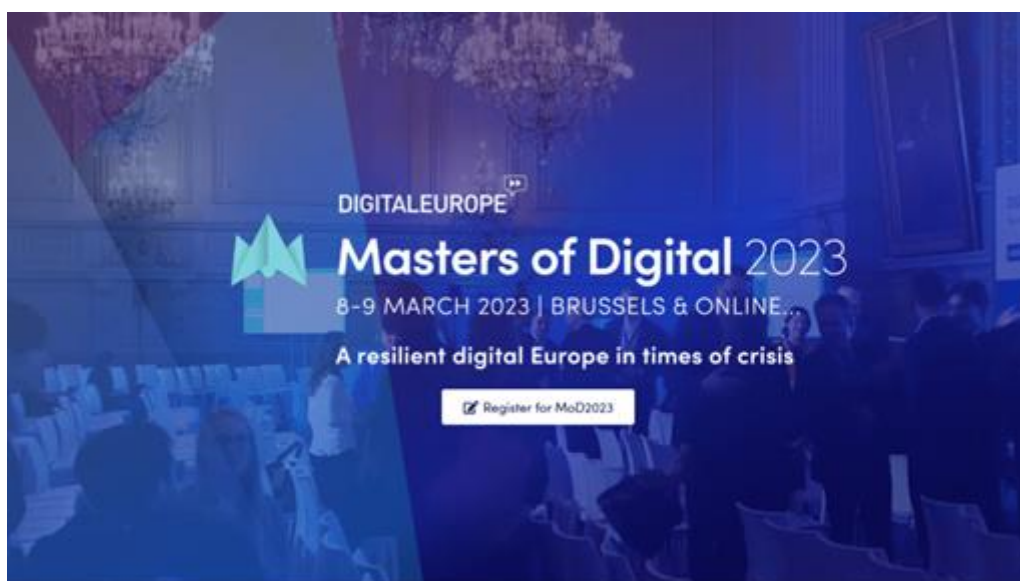 DIGITALEUROPE
Masters of Digital 2023
8-9 MARCH 2023 | BRUSSELS & ONLINE...
A resilient digital Europe in times of crisis
Register for MoD2023